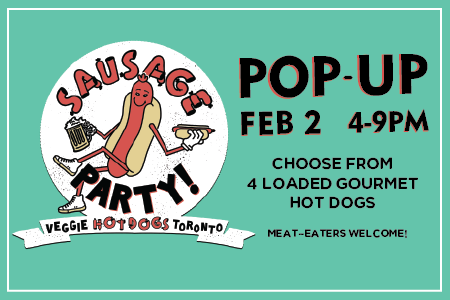 SAUSAGE
PARTY!
VEGGIE HOT DOGS TORONTO
POP-UP
FEB 2 4-9PM
CHOOSE FROM
4 LOADED GOURMET
HOT DOGS
MEAT-EATERS WELCOME!